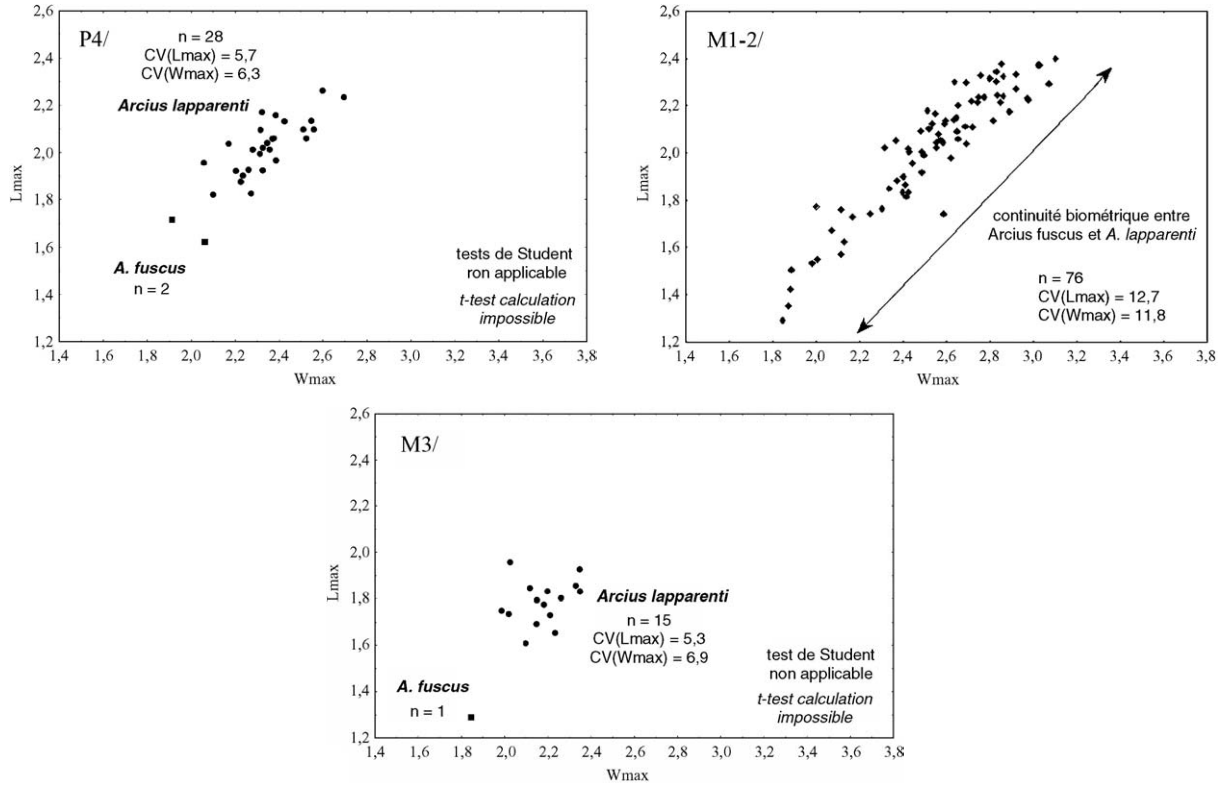 P4/
n = 28
CV(Lmax) = 5,7
CV(Wmax) = 6,3
Arcius lapparenti
A. fuscus
n = 2
tests de Student
ron applicable
t-test calculation
impossible
Lmax
2,6
2,4
2,2
2,0
1,8
1,6
1,4
1,2
1,4 1,6 1,8 2,0 2,2 2,4 2,6 2,8 3,0 3,2 3,4 3,6 3,8
Wmax
M1-2/
continuité biométrique entre
Arcius fuscus et A. lapparenti
n = 76
CV(Lmax) = 12,7
CV(Wmax) = 11,8
Lmax
2,6
2,4
2,2
2,0
1,8
1,6
1,4
1,2
1,4 1,6 1,8 2,0 2,2 2,4 2,6 2,8 3,0 3,2 3,4 3,6 3,8
Wmax
M3/
Arcius lapparenti
n = 15
CV(Lmax) = 5,3
CV(Wmax) = 6,9
A. fuscus
n = 1
test de Student
non applicable
t-test calculation
impossible
Lmax
2,6
2,4
2,2
2,0
1,8
1,6
1,4
1,2
1,4 1,6 1,8 2,0 2,2 2,4 2,6 2,8 3,0 3,2 3,4 3,6 3,8
Wmax